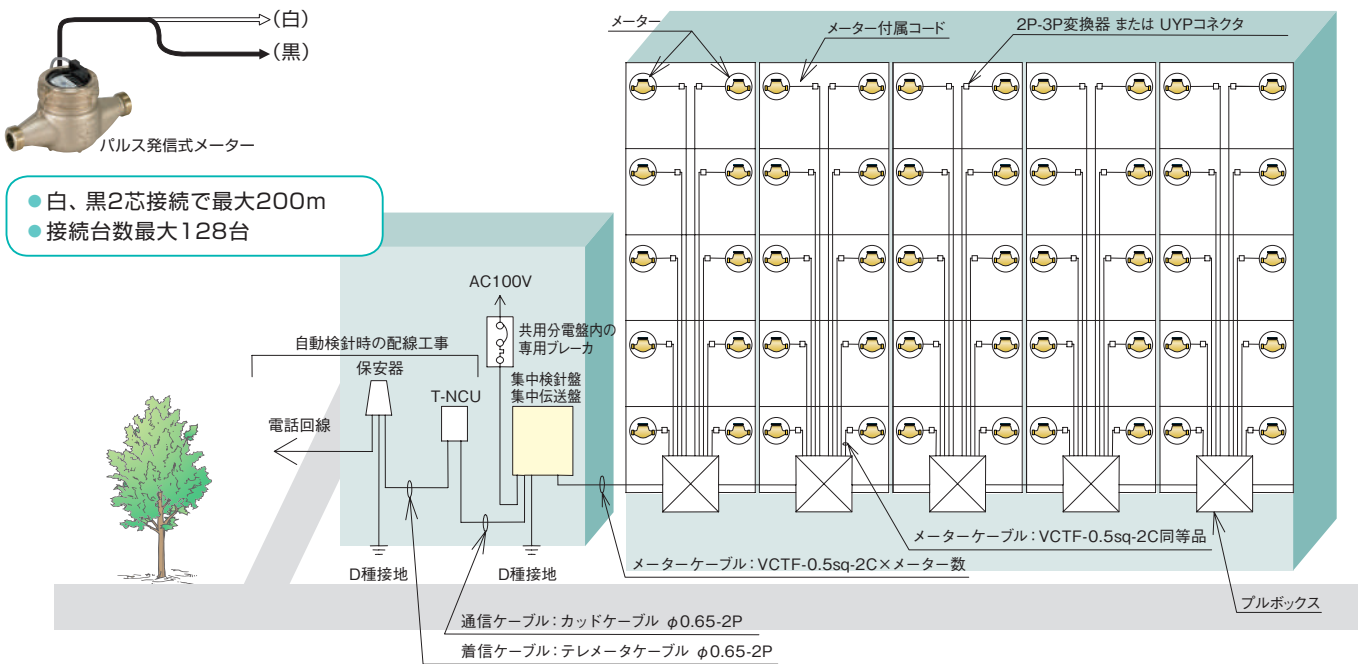 (白)
(黒)
パルス発信式メーター
●白、黒2芯接続で最大200m
●接続台数最大128台
メーター
メーター付属コード
2P-3P変換器 または UYPコネクタ
AC100V
共用分電盤内の
専用ブレーカ
自動検針時の配線工事
保安器
T-NCU
集中検針盤
集中伝送盤
電話回線
D種接地
D種接地
メーターケーブル：VCTF-0.5sq-2C同等品
メーターケーブル：VCTF-0.5sq-2C×メーター数
プルボックス
通信ケーブル：カッドケーブル φ0.65-2P
着信ケーブル：テレメータケーブル φ0.65-2P